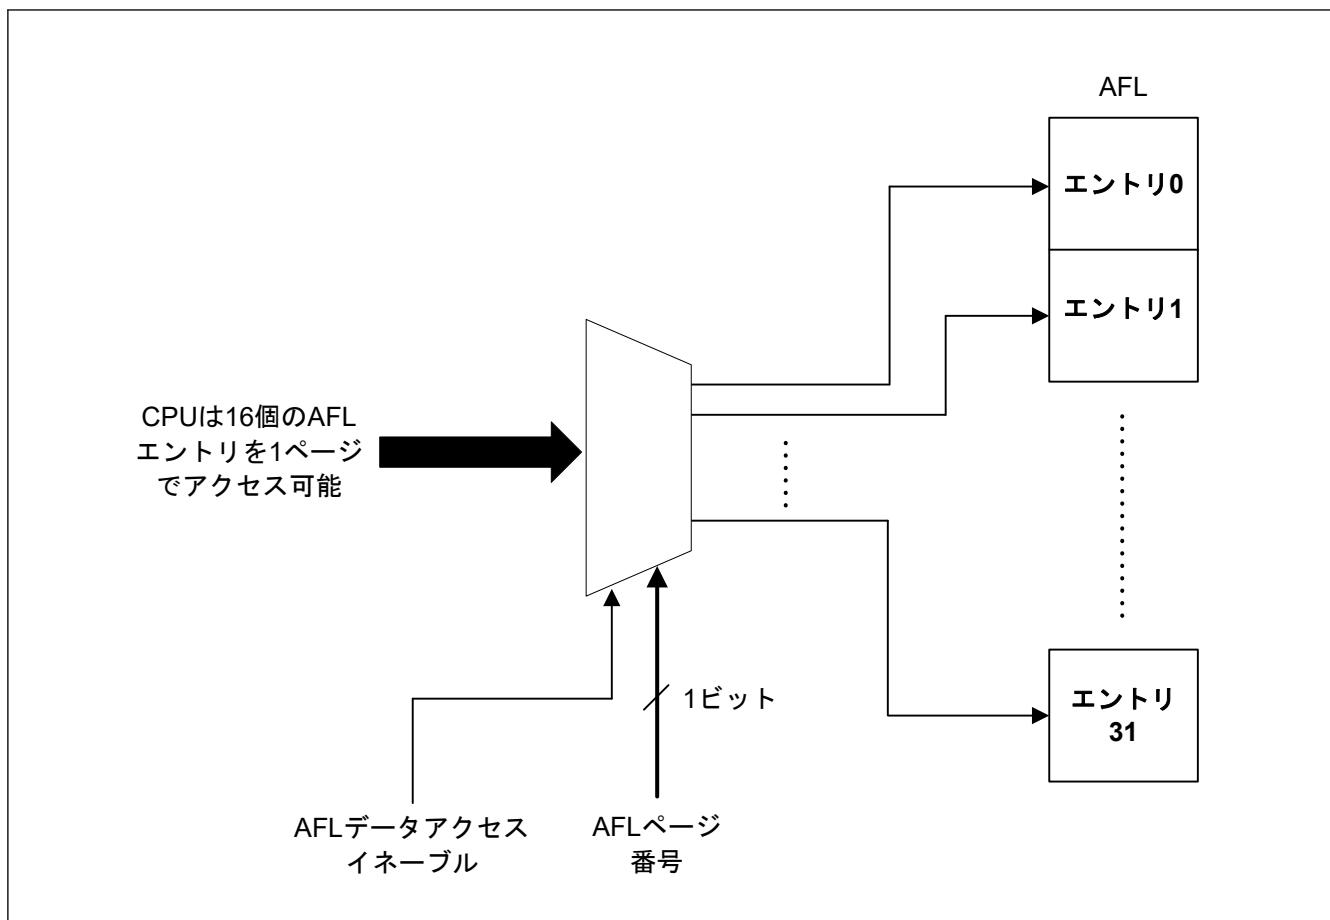 AFL
エントリ0
エントリ1
CPUは16個のAFL
エントリを1ページ
でアクセス可能
1ビット
エントリ
31
AFLデータアクセス
イネーブル
AFLページ
番号